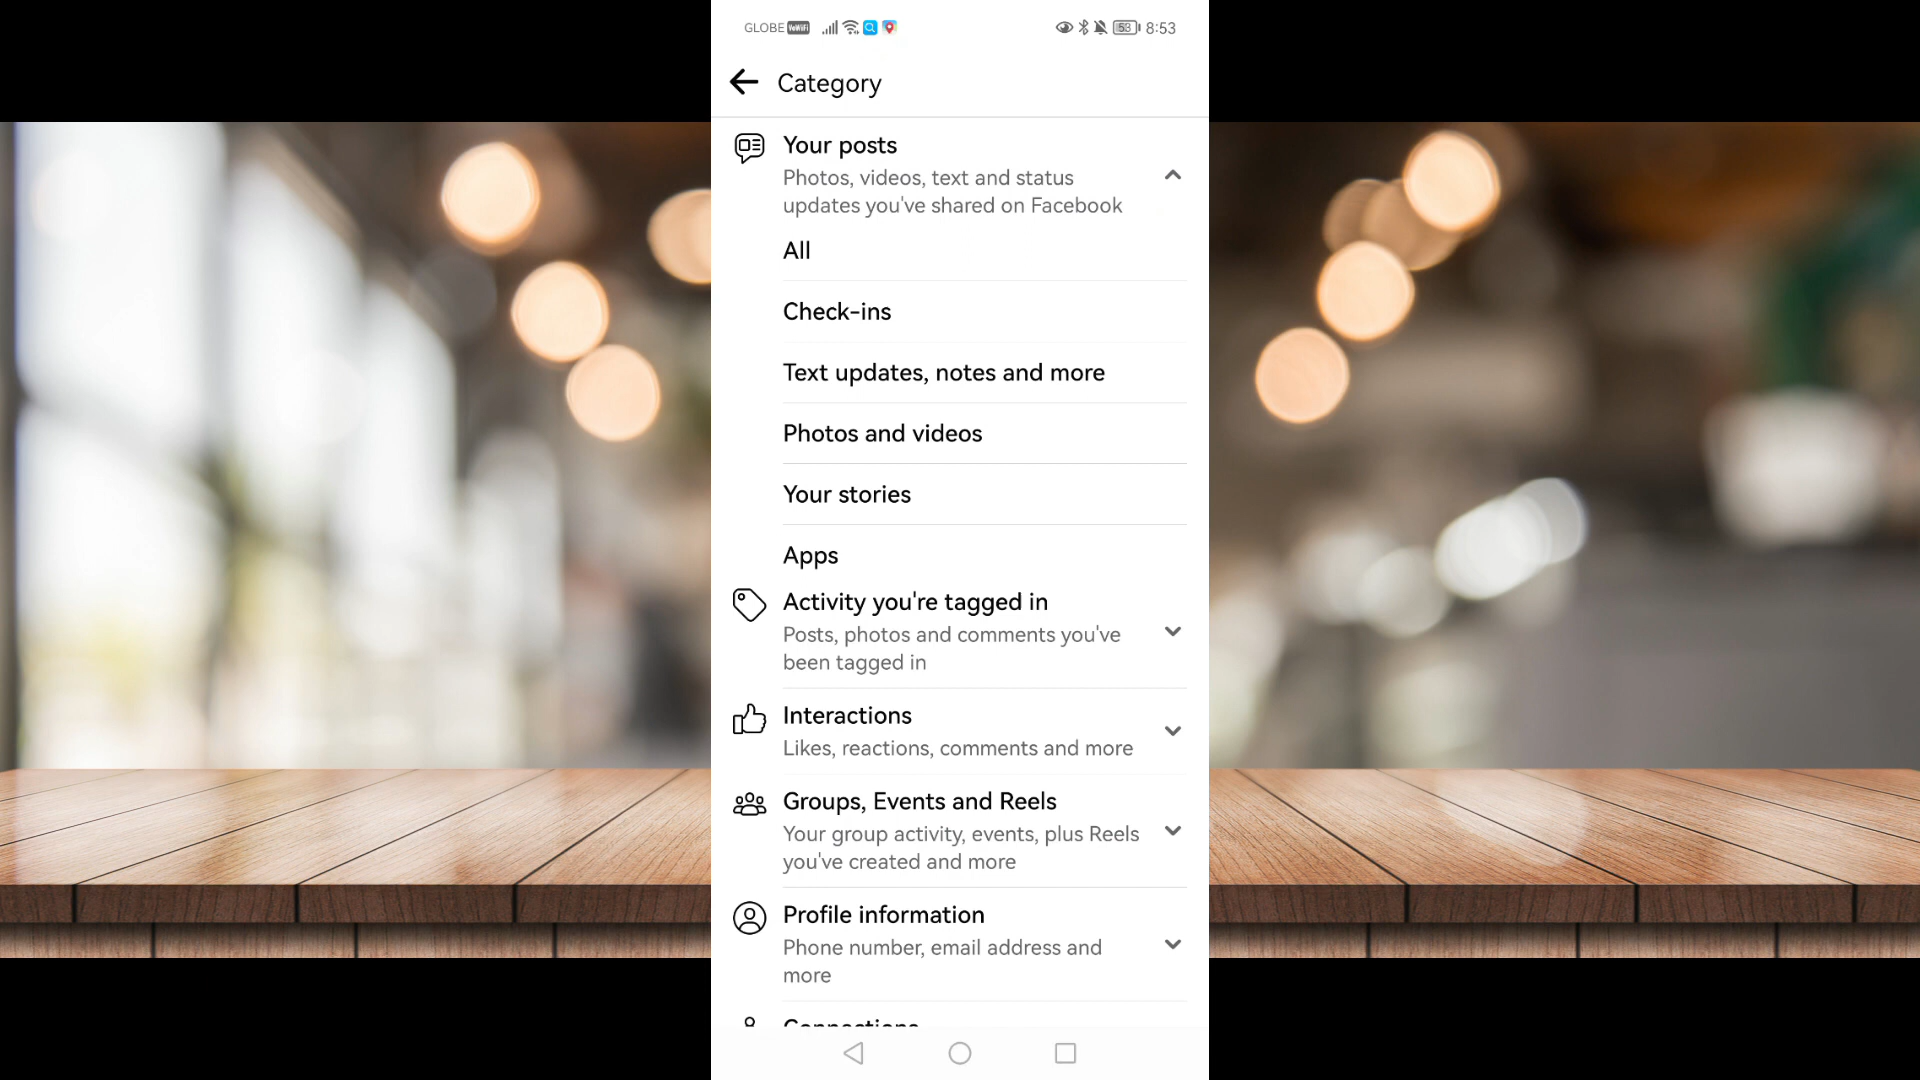 GLOBE VoWiFi 53 8:53
Category
Your posts
Photos, videos, text and status
updates you've shared on Facebook
All
Check-ins
Text updates, notes and more
Photos and videos
Your stories
Apps
Activity you're tagged in
Posts, photos and comments you've
been tagged in
Interactions
Likes, reactions, comments and more
Groups, Events and Reels
Your group activity, events, plus Reels
you've created and more
Profile information
Phone number, email address and
more
Connections